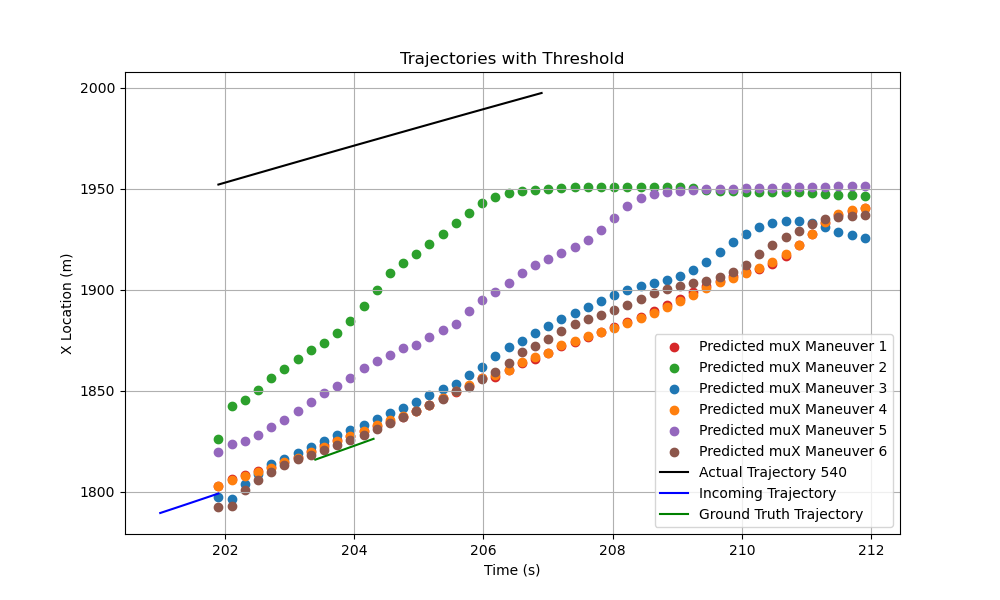 Trajectories with Threshold
X Location (m)
2000
1950
1900
1850
1800
202
204
206
208
210
212
Time (s)
Predicted muX Maneuver 1
Predicted muX Maneuver 2
Predicted muX Maneuver 3
Predicted muX Maneuver 4
Predicted muX Maneuver 5
Predicted muX Maneuver 6
Actual Trajectory 540
Incoming Trajectory
Ground Truth Trajectory